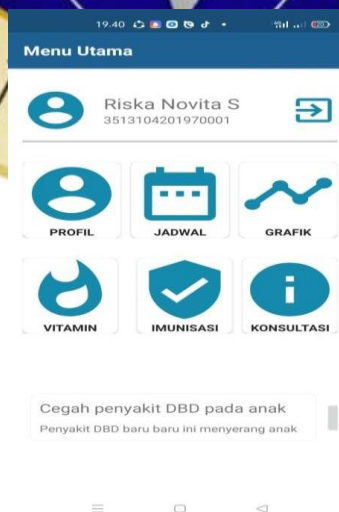 19.40
Menu Utama
Riska Novita S
3513104201970001
PROFIL
JADWAL
GRAFIK
VITAMIN
IMUNISASI
KONSULTASI
Cegah penyakit DBD pada anak
Penyakit DBD baru baru ini menyerang anak